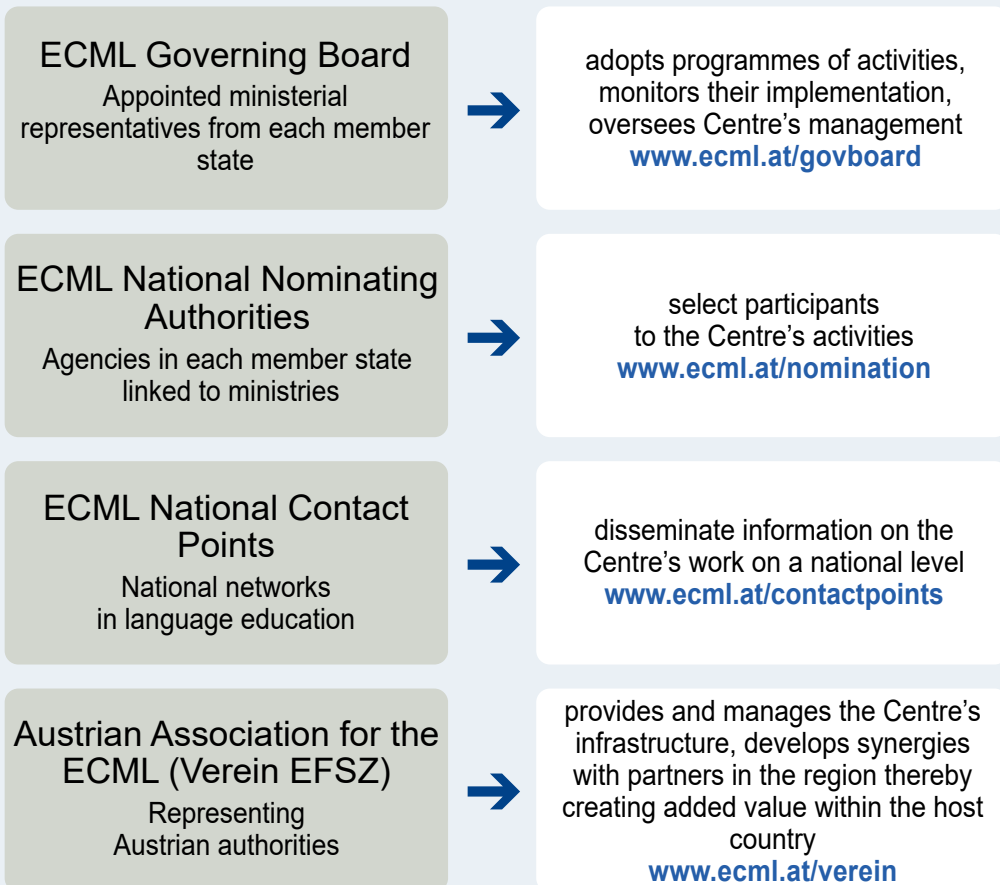 ECML Governing Board
Appointed ministerial
representatives from each member
state
adopts programmes of activities,
monitors their implementation,
oversees Centre's management
www.ecml.at/govboard
ECML National Nominating
Authorities
Agencies in each member state
linked to ministries
select participants
to the Centre's activities
www.ecml.at/nomination
ECML National Contact
Points
National networks
in language education
disseminate information on the
Centre's work on a national level
www.ecml.at/contactpoints
Austrian Association for the
ECML (Verein EFSZ)
Representing
Austrian authorities
provides and manages the Centre's
infrastructure, develops synergies
with partners in the region thereby
creating added value within the host
country
www.ecml.at/verein